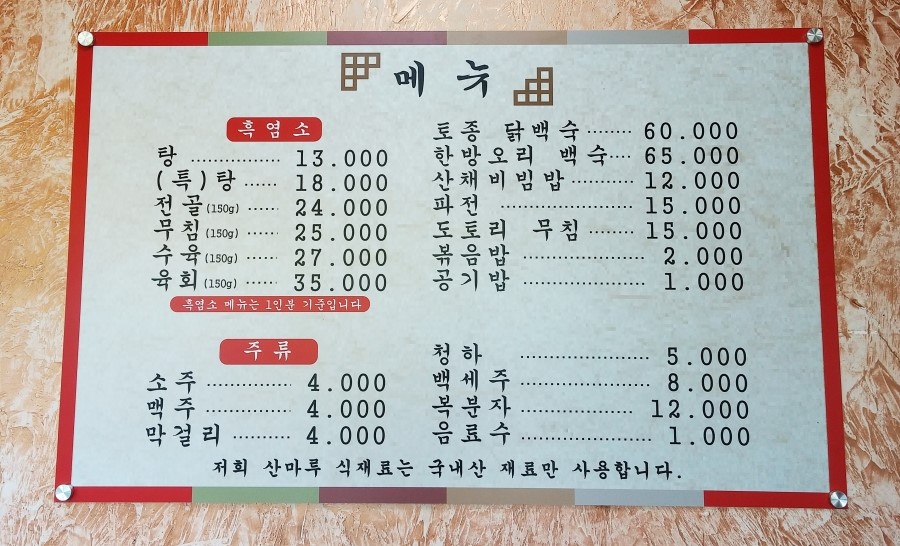 메뉴
흑염소
탕 ················ 13.000
(특)탕 ······ 18.000
전골(150g) ······ 24.000
무침(150g) ······ 25.000
수육(150g) ······ 27.000
육회(150g) ······ 35.000
흑염소 메뉴는 1인분 기준입니다
토종 닭백숙 ········ 60.000
한방오리 백숙 ···· 65.000
산채비빔밥 ··········· 12.000
파전 ······················· 15.000
도토리 무침 ········ 15.000
볶음밥 ···················· 2.000
공기밥 ···················· 1.000
주류
소주 ··············· 4.000
맥주 ··············· 4.000
막걸리 ·········· 4.000
청하 ······················· 5.000
백세주 ···················· 8.000
복분자 ···················· 12.000
음료수 ···················· 1.000
저희 산마루 식재료는 국내산 재료만 사용합니다.